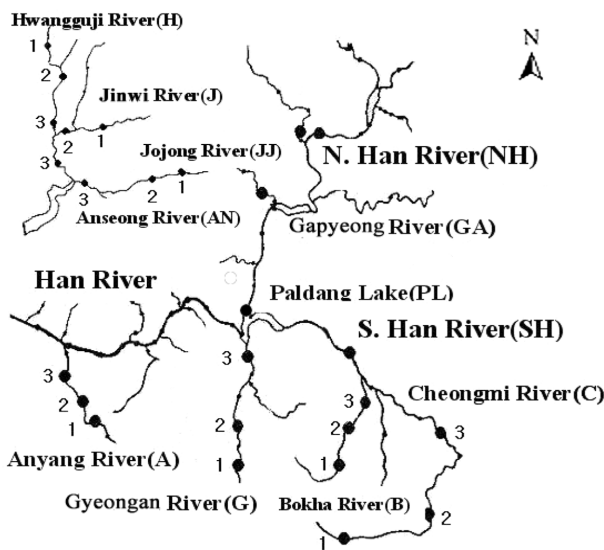 Hwangguji River(H)
1
2
N
Jinwi River(J)
3
2
1
Jojong River(JJ)
N. Han River(NH)
3
3
2
1
Anseong River(AN)
Gapyeong River(GA)
Han River
Paldang Lake(PL)
S. Han River(SH)
3
3
2
1
Cheongmi River(C)
3
2
1
3
2
1
Anyang River(A)
Gyeongan River(G)
Bokha River(B)
2
1